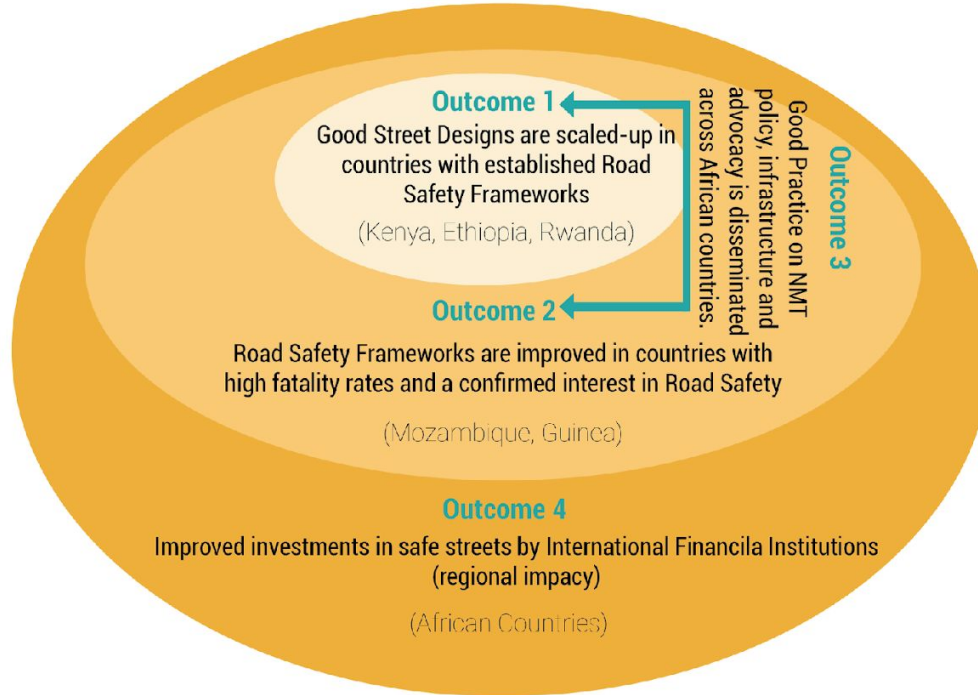 Outcome 1
Good Street Designs are scaled-up in
countries with established Road
Safety Frameworks
(Kenya, Ethiopia, Rwanda)
Outcome 3
Good Practice on NMT
policy, infrastructure and
advocacy is disseminated
across African countries.
Outcome 2
Road Safety Frameworks are improved in countries with
high fatality rates and a confirmed interest in Road Safety
(Mozambique, Guinea)
Outcome 4
Improved investments in safe streets by International Financila Institutions
(regional impacy)
(African Countries)